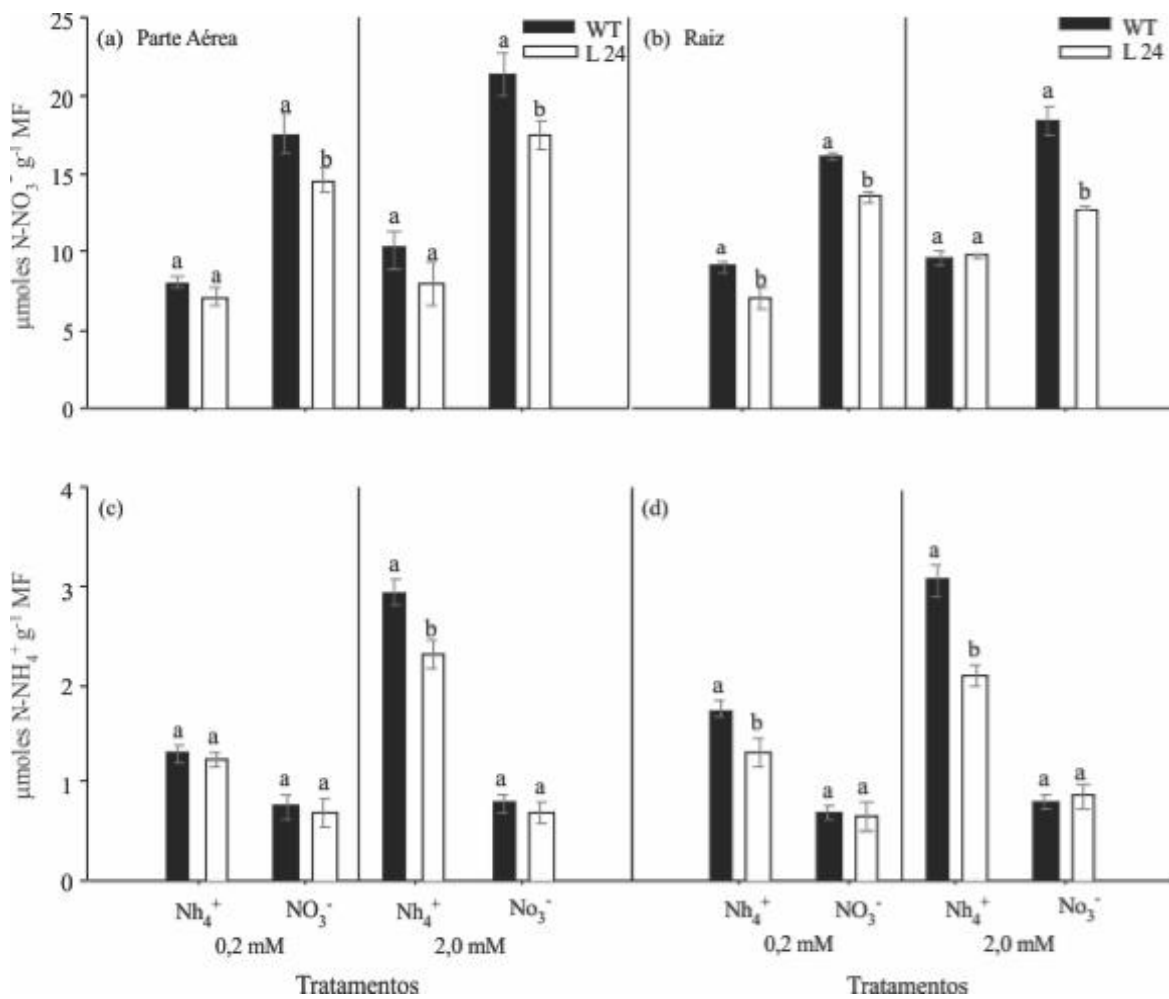 (a) Parte Aérea
WT
L 24
(b) Raiz
WT
L 24
µmoles N-NO₃⁻ g⁻¹ MF
25
20
15
10
5
0
a a a b a a a b
a b a b a a a b
(c)
(d)
µmoles N-NH₄⁺ g⁻¹ MF
4
3
2
1
0
a a a a a b a a
a b a a a b a a
Nh₄⁺ NO₃⁻ Nh₄⁺ No₃⁻ Nh₄⁺ NO₃⁻ Nh₄⁺ No₃⁻
0,2 mM 2,0 mM 0,2 mM 2,0 mM
Tratamentos Tratamentos